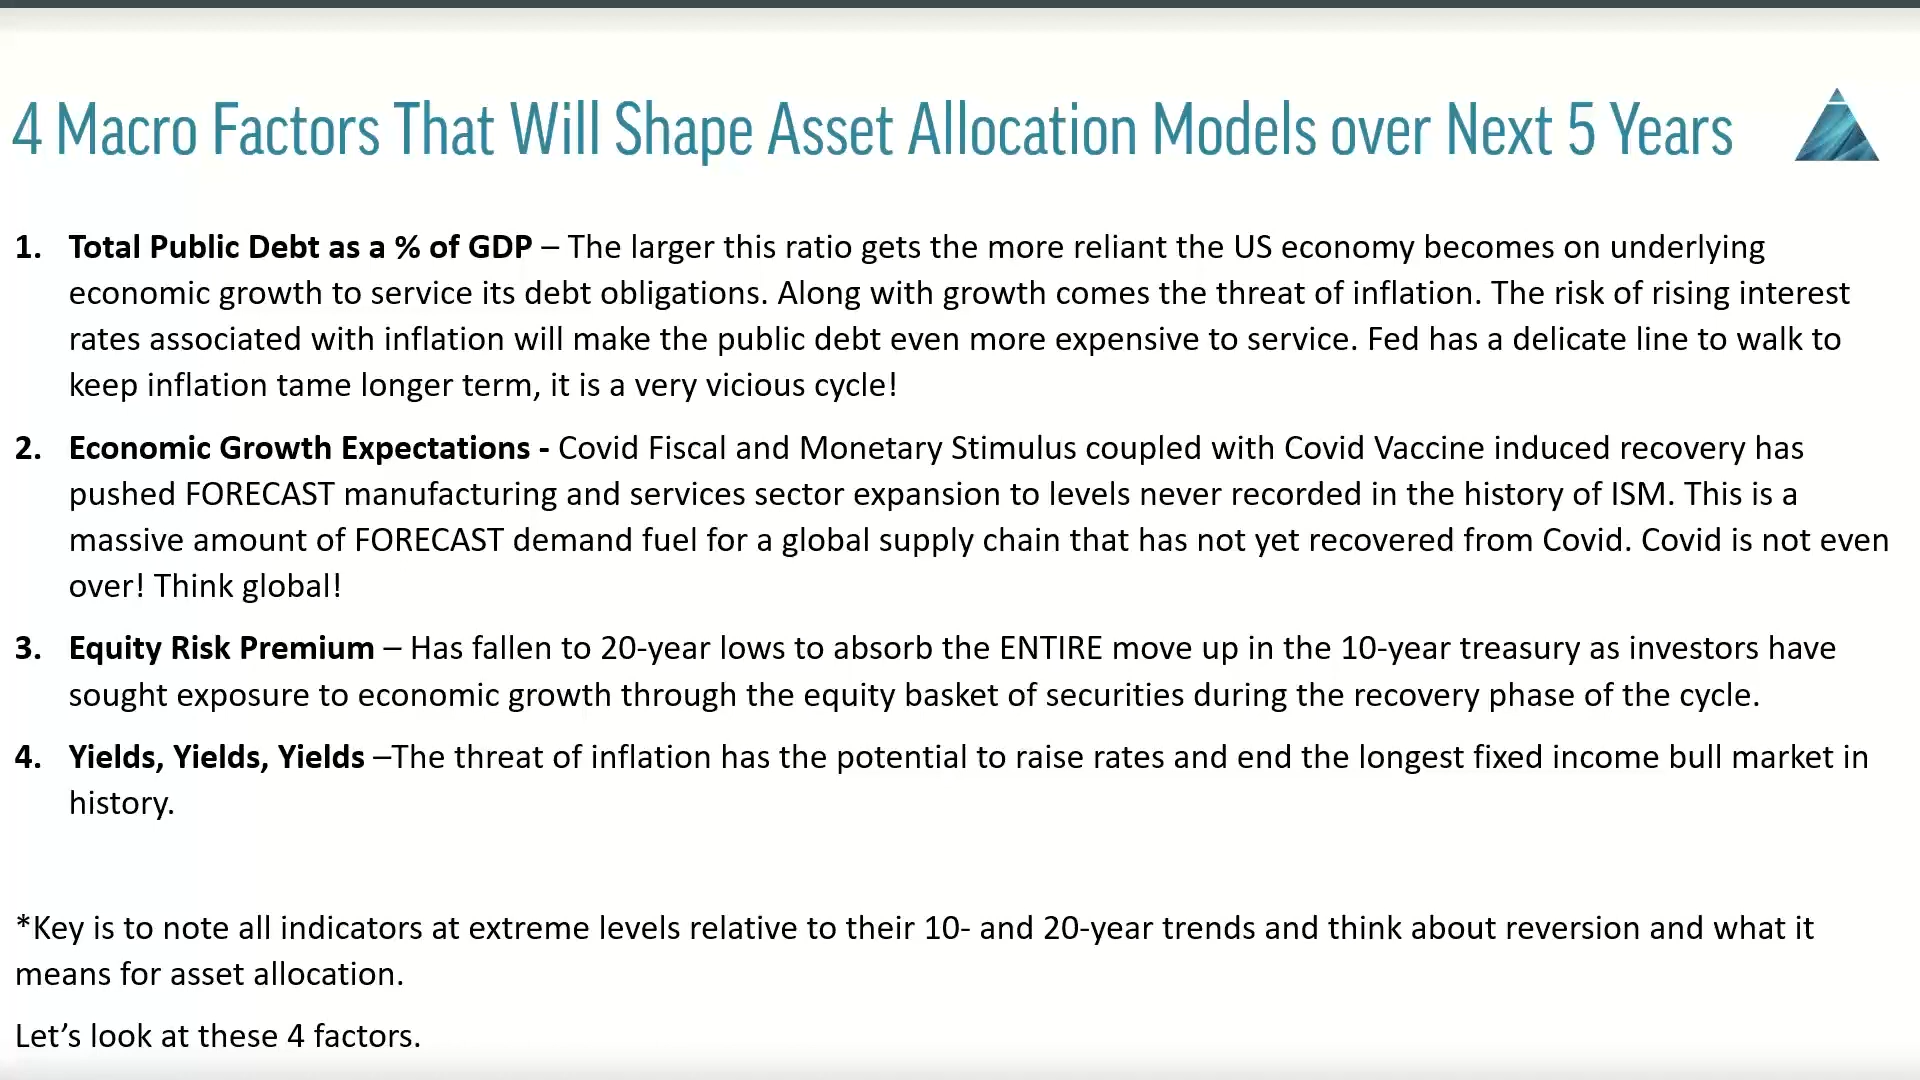 4 Macro Factors That Will Shape Asset Allocation Models over Next 5 Years
1. Total Public Debt as a % of GDP – The larger this ratio gets the more reliant the US economy becomes on underlying
economic growth to service its debt obligations. Along with growth comes the threat of inflation. The risk of rising interest
rates associated with inflation will make the public debt even more expensive to service. Fed has a delicate line to walk to
keep inflation tame longer term, it is a very vicious cycle!
2. Economic Growth Expectations - Covid Fiscal and Monetary Stimulus coupled with Covid Vaccine induced recovery has
pushed FORECAST manufacturing and services sector expansion to levels never recorded in the history of ISM. This is a
massive amount of FORECAST demand fuel for a global supply chain that has not yet recovered from Covid. Covid is not even
over! Think global!
3. Equity Risk Premium – Has fallen to 20-year lows to absorb the ENTIRE move up in the 10-year treasury as investors have
sought exposure to economic growth through the equity basket of securities during the recovery phase of the cycle.
4. Yields, Yields, Yields –The threat of inflation has the potential to raise rates and end the longest fixed income bull market in
history.
*Key is to note all indicators at extreme levels relative to their 10- and 20-year trends and think about reversion and what it
means for asset allocation.
Let’s look at these 4 factors.